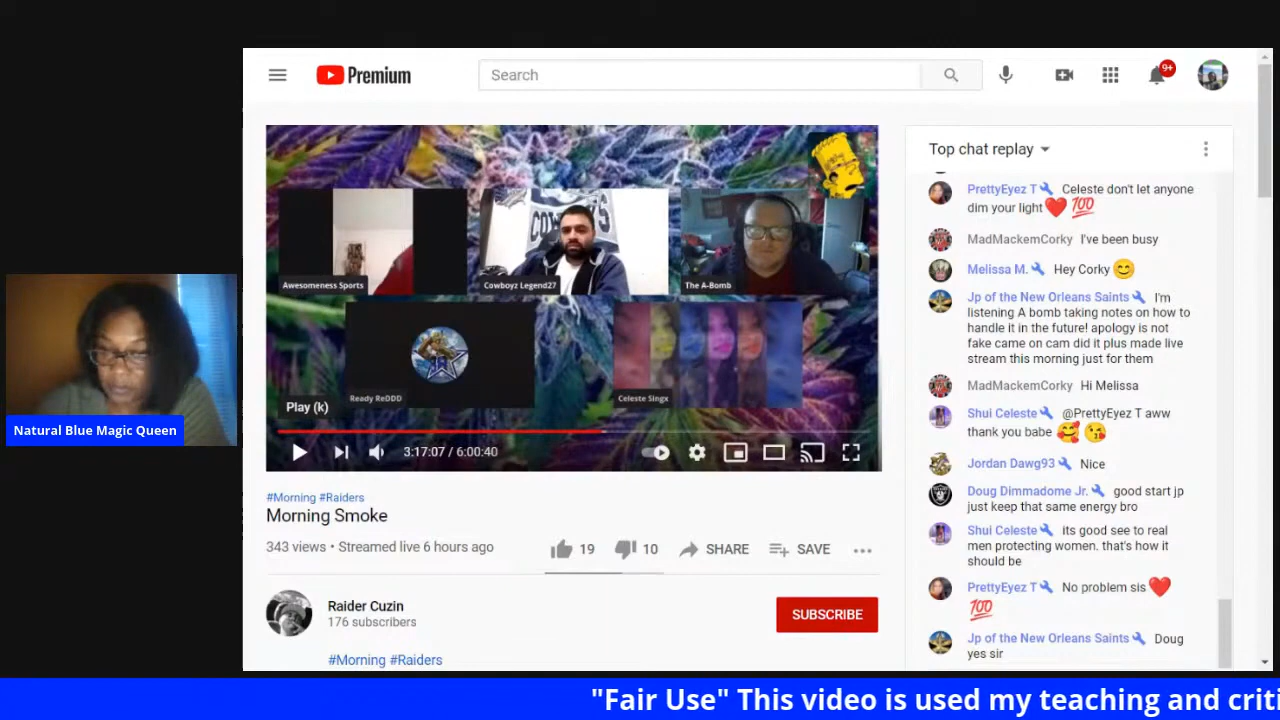 Premium
Search
9+
COWBOYS
Awesomeness Sports
Cowboyz Legend27
The A-Bomb
Ready ReDDD
Celeste Singx
Play (k)
3:17:07 / 6:00:40
#Morning #Raiders
Morning Smoke
343 views • Streamed live 6 hours ago
19
10
SHARE
SAVE
Raider Cuzin
176 subscribers
SUBSCRIBE
#Morning #Raiders
Top chat replay
PrettyEyez T Celeste don't let anyone
dim your light ❤️ 💯
MadMackemCorky I've been busy
Melissa M. Hey Corky 😊
Jp of the New Orleans Saints I'm
listening A bomb taking notes on how to
handle it in the future! apology is not
fake came on cam did it plus made live
stream this morning just for them
MadMackemCorky Hi Melissa
Shui Celeste @PrettyEyez T aww
thank you babe 🥰 😘
Jordan Dawg93 Nice
Doug Dimmadome Jr. good start jp
just keep that same energy bro
Shui Celeste its good see to real
men protecting women. that's how it
should be
PrettyEyez T No problem sis ❤️
💯
Jp of the New Orleans Saints Doug
yes sir
Natural Blue Magic Queen
"Fair Use" This video is used my teaching and criti